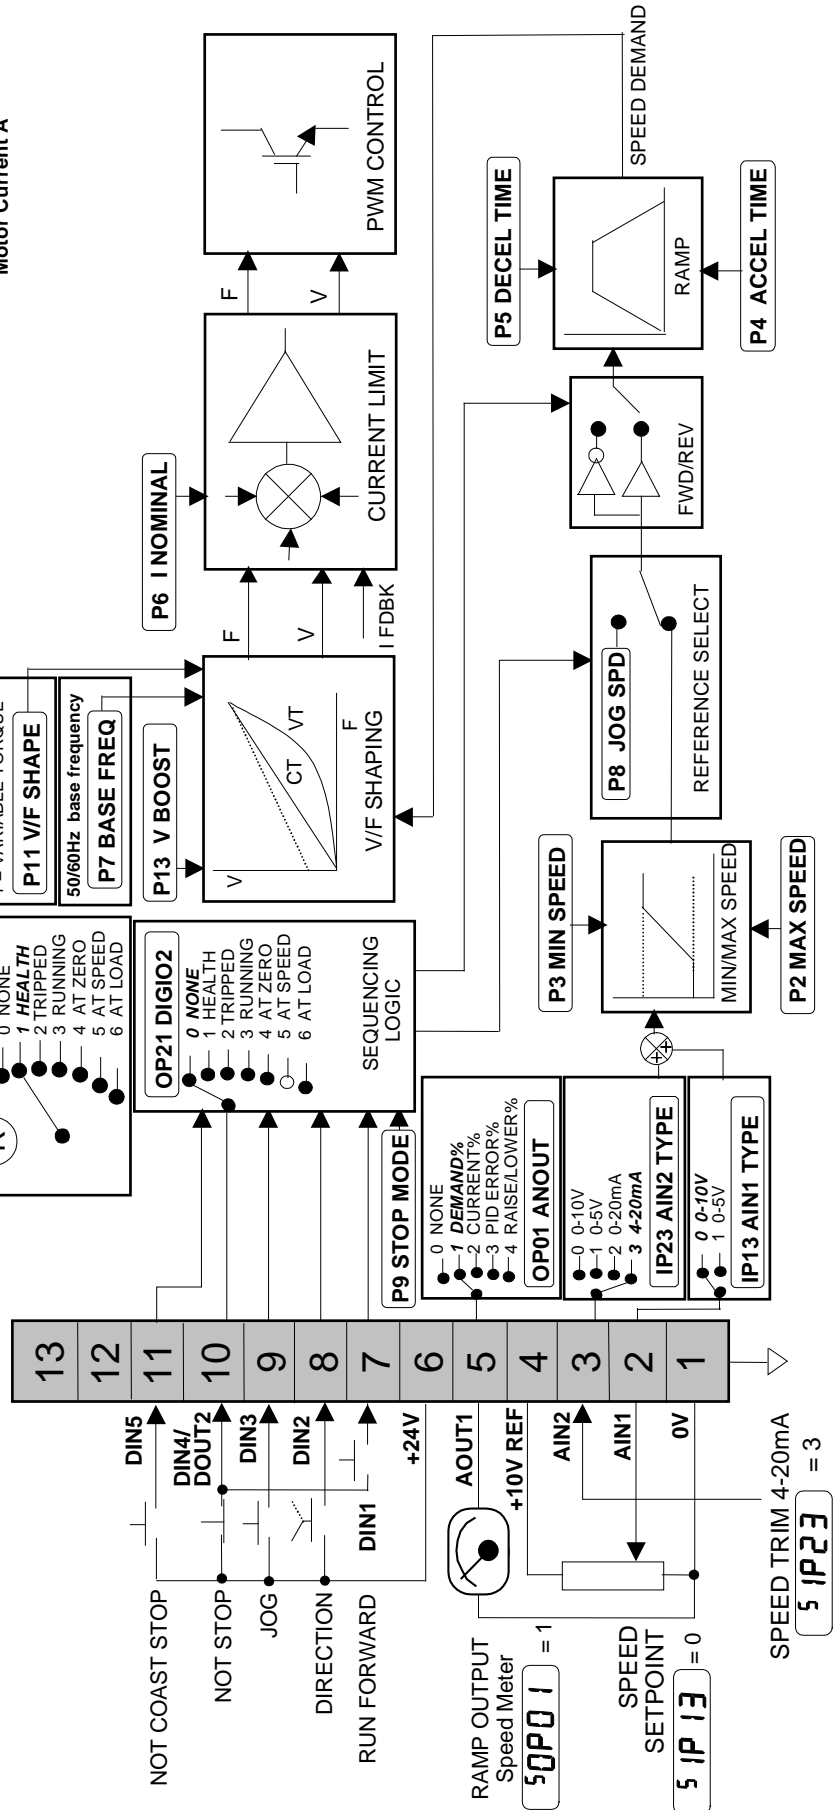 Motor Current A
PWM CONTROL
F
V
CURRENT LIMIT
P6 I NOMINAL
F
V
I FDBK
V/F SHAPING
V
CT
VT
F
P11 V/F SHAPE
50/60Hz base frequency
P7 BASE FREQ
P13 V BOOST
SPEED DEMAND
P5 DECEL TIME
RAMP
P4 ACCEL TIME
FWD/REV
P8 JOG SPD
REFERENCE SELECT
P3 MIN SPEED
MIN/MAX SPEED
P2 MAX SPEED
0 NONE
1 HEALTH
2 TRIPPED
3 RUNNING
4 AT ZERO
5 AT SPEED
6 AT LOAD
OP21 DIGIO2
0 NONE
1 HEALTH
2 TRIPPED
3 RUNNING
4 AT ZERO
5 AT SPEED
6 AT LOAD
SEQUENCING
LOGIC
P9 STOP MODE
0 NONE
1 DEMAND%
2 CURRENT%
3 PID ERROR%
4 RAISE/LOWER%
OP01 ANOUT
0 0-10V
1 0-5V
2 0-20mA
3 4-20mA
IP23 AIN2 TYPE
0 0-10V
1 0-5V
IP13 AIN1 TYPE
+
+
13
12
11
10
9
8
7
6
5
4
3
2
1
DIN5
DIN4/
DOUT2
DIN3
DIN2
DIN1
+24V
AOUT1
+10V REF
AIN2
AIN1
0V
NOT COAST STOP
NOT STOP
JOG
DIRECTION
RUN FORWARD
RAMP OUTPUT
Speed Meter
SOP01 = 1
SPEED
SETPOINT
S IP13 = 0
SPEED TRIM 4-20mA
S IP23 = 3